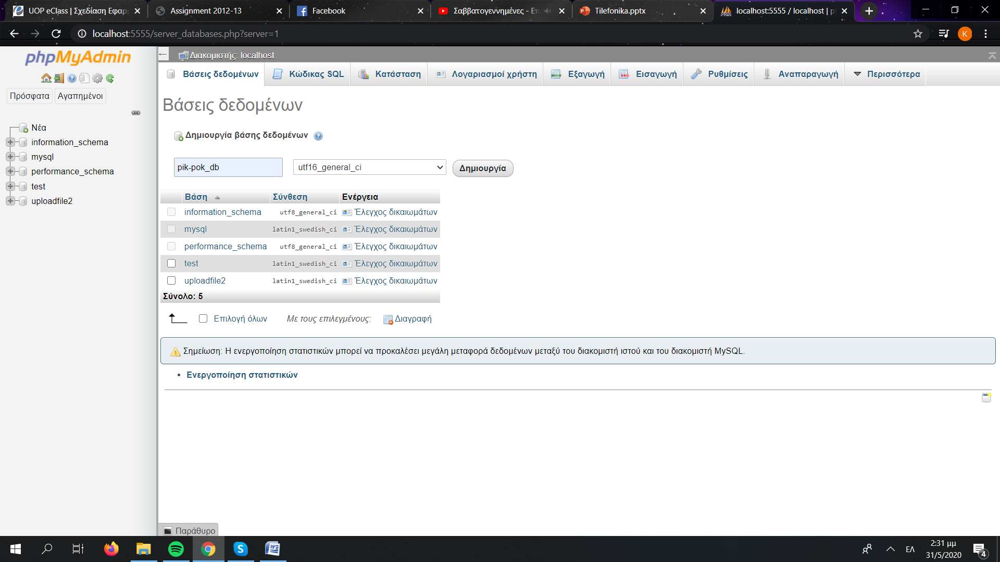 UOP eClass | Σχεδίαση Εφαρ
Assignment 2012-13
Facebook
Σαββατογεννημένες - Επ
Tilefonika.pptx
localhost:5555 / localhost | p
localhost:5555/server_databases.php?server=1
K
phpMyAdmin
Πρόσφατα Αγαπημένοι
Νέα
information_schema
mysql
performance_schema
test
uploadfile2
Διακομιστής: localhost
Βάσεις δεδομένων Κώδικας SQL Κατάσταση Λογαριασμοί χρήστη Εξαγωγή Εισαγωγή Ρυθμίσεις Αναπαραγωγή Περισσότερα
Βάσεις δεδομένων
Δημιουργία βάσης δεδομένων
pik-pok_db utf16_general_ci Δημιουργία
Βάση Σύνθεση Ενέργεια
information_schema utf8_general_ci Έλεγχος δικαιωμάτων
mysql latin1_swedish_ci Έλεγχος δικαιωμάτων
performance_schema utf8_general_ci Έλεγχος δικαιωμάτων
test latin1_swedish_ci Έλεγχος δικαιωμάτων
uploadfile2 latin1_swedish_ci Έλεγχος δικαιωμάτων
Σύνολο: 5
Επιλογή όλων Με τους επιλεγμένους: Διαγραφή
Σημείωση: Η ενεργοποίηση στατιστικών μπορεί να προκαλέσει μεγάλη μεταφορά δεδομένων μεταξύ του διακομιστή ιστού και του διακομιστή MySQL.
• Ενεργοποίηση στατιστικών
Παράθυρο
ΕΛ
2:31 μμ
31/5/2020
4